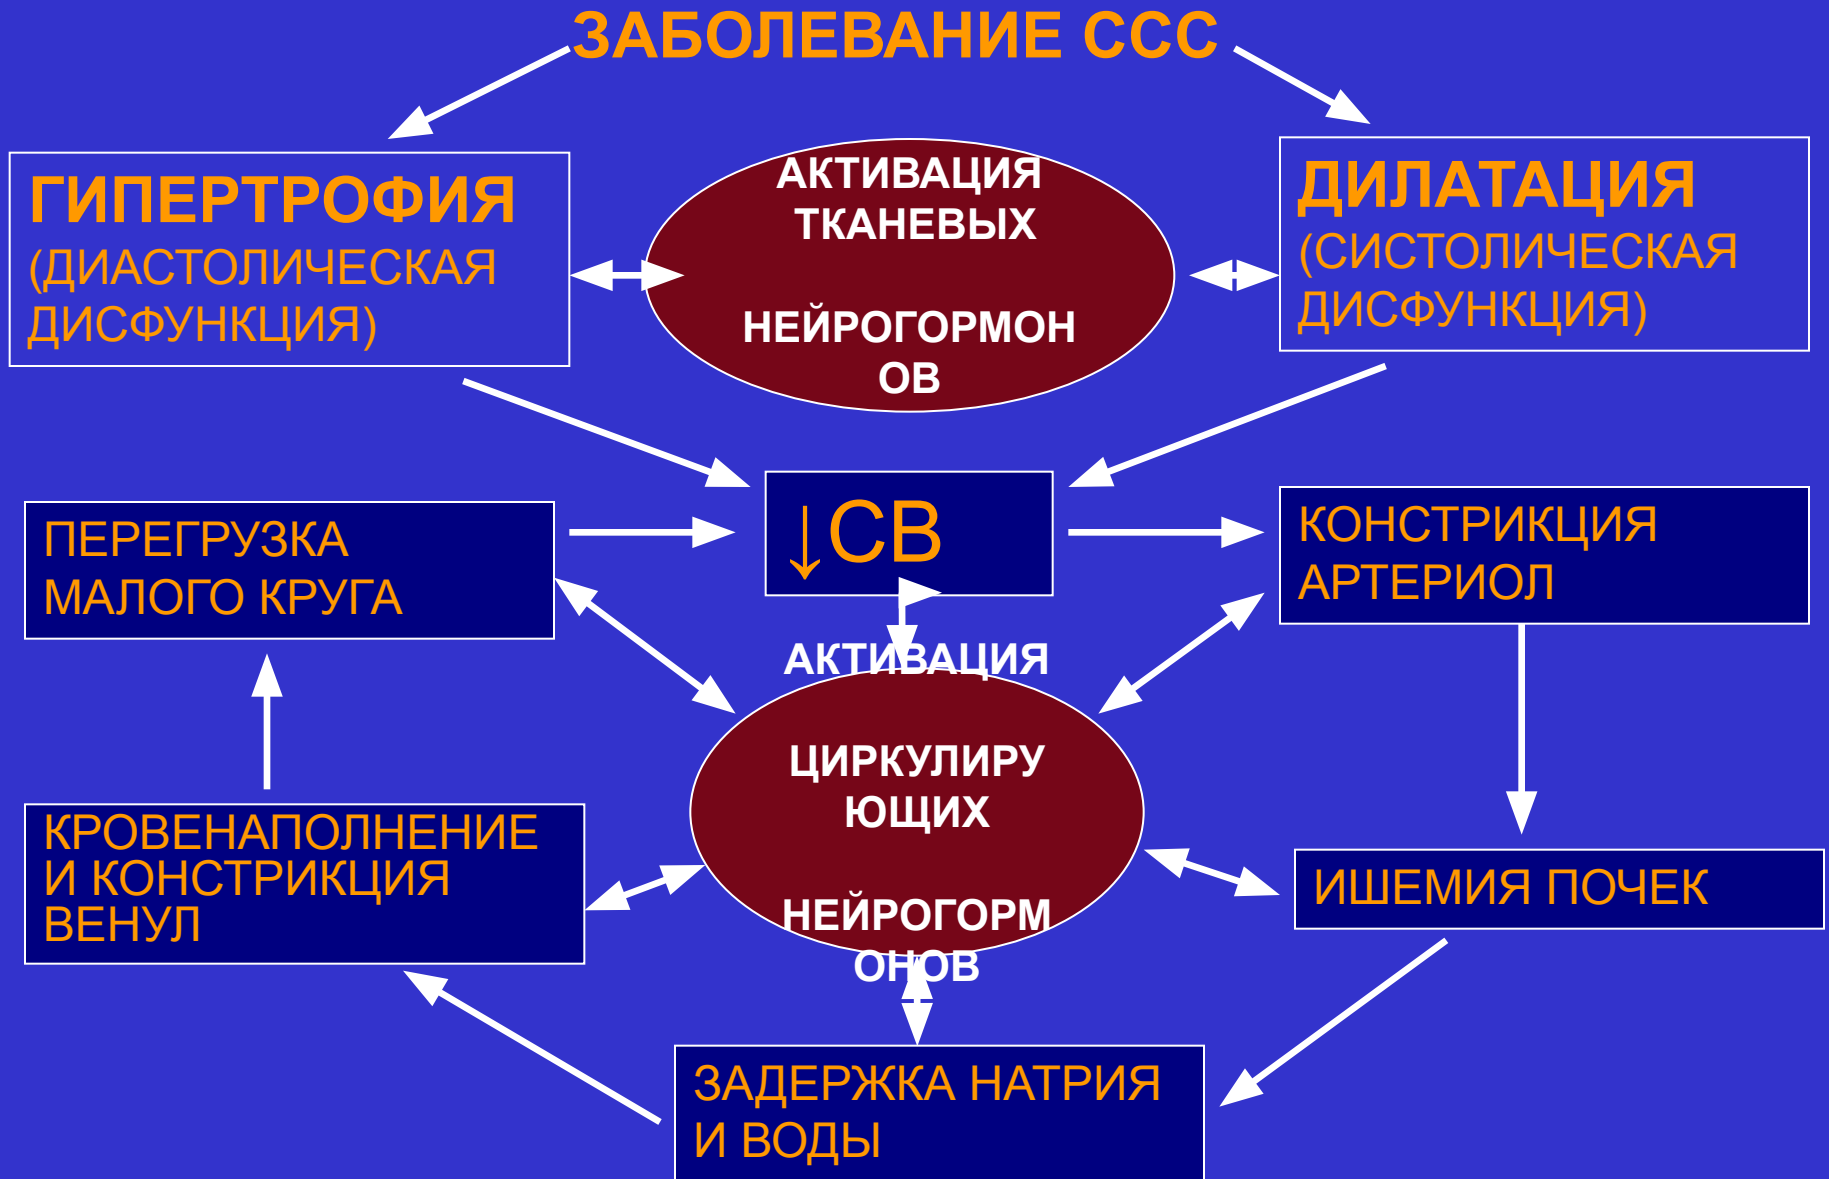 ЗАБОЛЕВАНИЕ ССС
ГИПЕРТРОФИЯ
(ДИАСТОЛИЧЕСКАЯ
ДИСФУНКЦИЯ)
АКТИВАЦИЯ
ТКАНЕВЫХ
НЕЙРОГОРМОН
ОВ
ДИЛАТАЦИЯ
(СИСТОЛИЧЕСКАЯ
ДИСФУНКЦИЯ)
ПЕРЕГРУЗКА
МАЛОГО КРУГА
↓СВ
КОНСТРИКЦИЯ
АРТЕРИОЛ
АКТИВАЦИЯ
ЦИРКУЛИРУ
ЮЩИХ
НЕЙРОГОРМ
ОНОВ
КРОВЕНАПОЛНЕНИЕ
И КОНСТРИКЦИЯ
ВЕНУЛ
ИШЕМИЯ ПОЧЕК
ЗАДЕРЖКА НАТРИЯ
И ВОДЫ